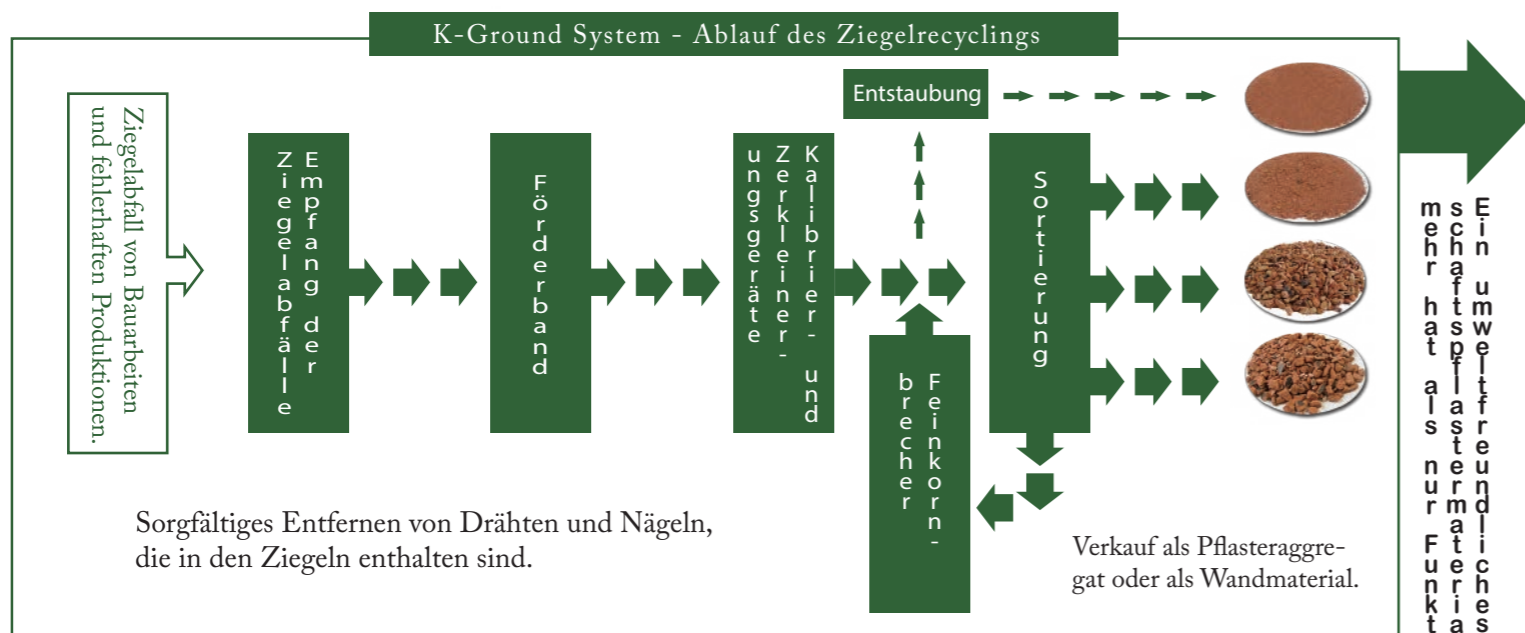 K-Ground System - Ablauf des Ziegelrecyclings
Ziegelabfall von Bauarbeiten
und fehlerhaften Produktionen.
Empfang der
Ziegelabfälle
Förderband
Kalibrier- und
Zerkleiner-
ungsgeräte
Entstaubung
Feinkorn-
brecher
Sortierung
Sorgfältiges Entfernen von Drähten und Nägeln,
die in den Ziegeln enthalten sind.
Verkauf als Pflasteraggre-
gat oder als Wandmaterial.
Ein umweltfreundliches
schaftspflastermateria
mehr hat als nur Funkt